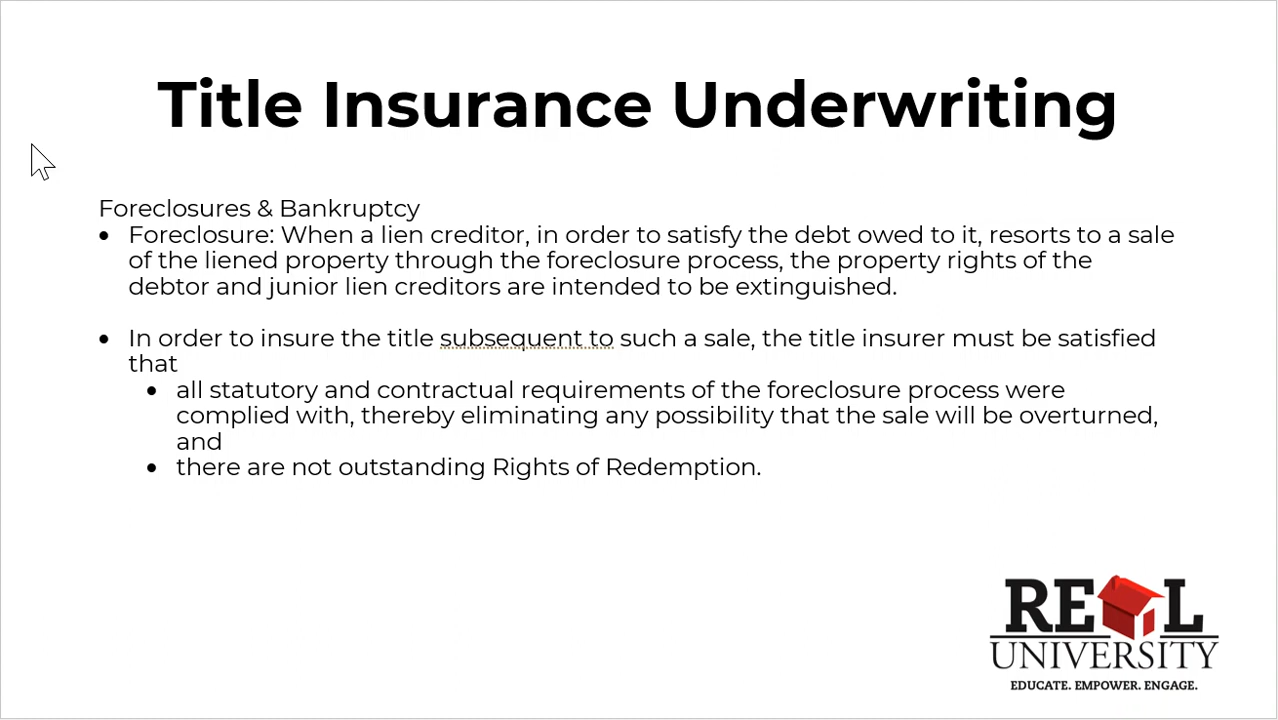 Title Insurance Underwriting
Foreclosures & Bankruptcy
• Foreclosure: When a lien creditor, in order to satisfy the debt owed to it, resorts to a sale
of the liened property through the foreclosure process, the property rights of the
debtor and junior lien creditors are intended to be extinguished.
• In order to insure the title subsequent to such a sale, the title insurer must be satisfied
that
• all statutory and contractual requirements of the foreclosure process were
complied with, thereby eliminating any possibility that the sale will be overturned,
and
• there are not outstanding Rights of Redemption.
REAL
UNIVERSITY
EDUCATE. EMPOWER. ENGAGE.